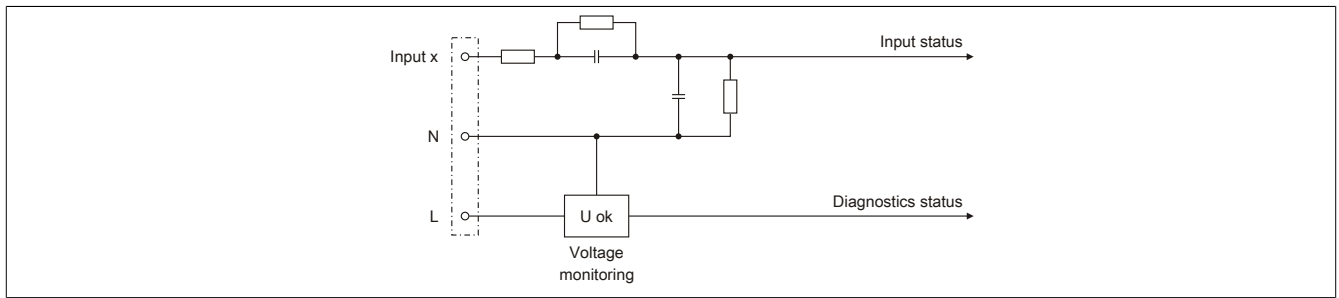 Input x
Input status
N
L
U ok
Diagnostics status
Voltage
monitoring